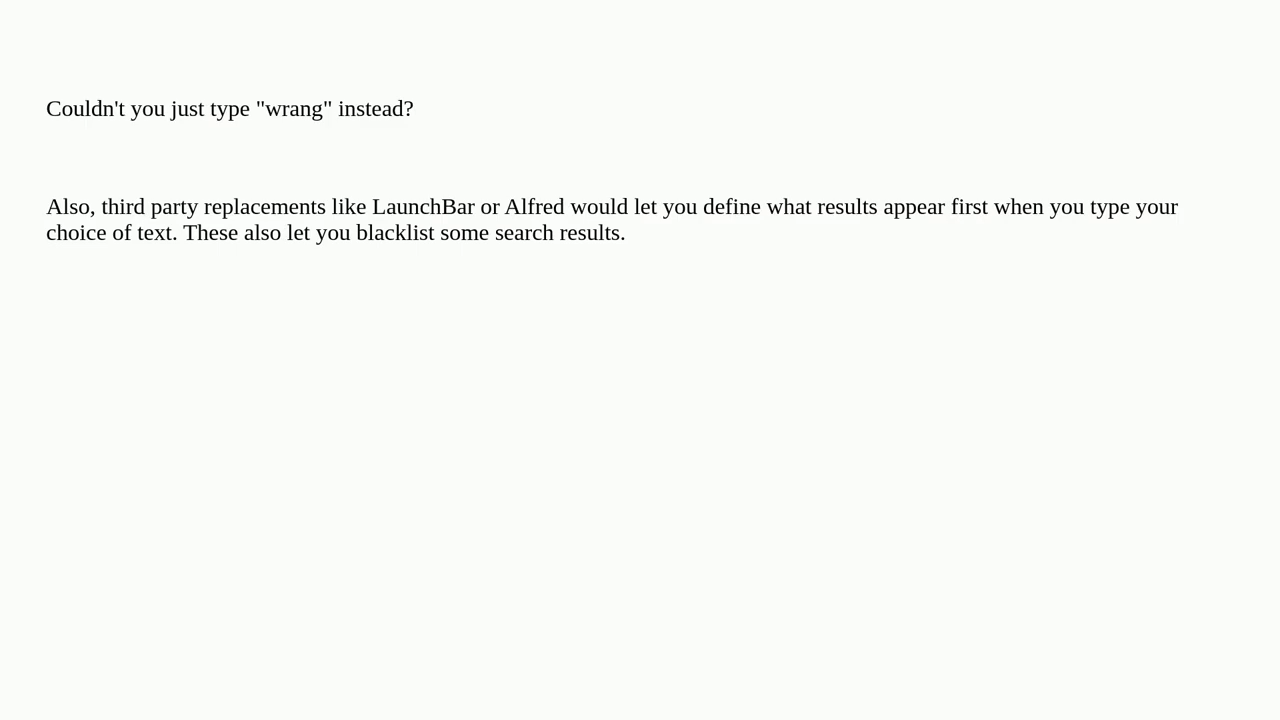 Couldn't you just type "wrang" instead?
Also, third party replacements like LaunchBar or Alfred would let you define what results appear first when you type your
choice of text. These also let you blacklist some search results.